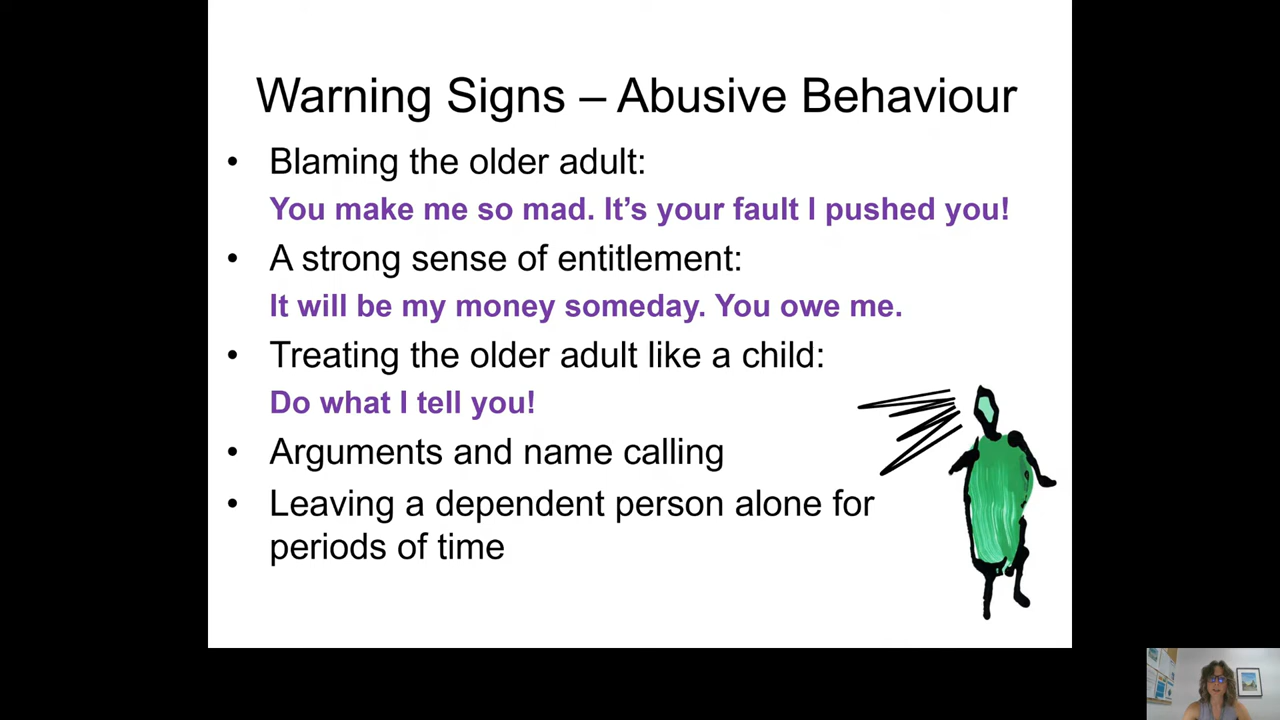 Warning Signs – Abusive Behaviour
• Blaming the older adult:
You make me so mad. It’s your fault I pushed you!
• A strong sense of entitlement:
It will be my money someday. You owe me.
• Treating the older adult like a child:
Do what I tell you!
• Arguments and name calling
• Leaving a dependent person alone for
periods of time